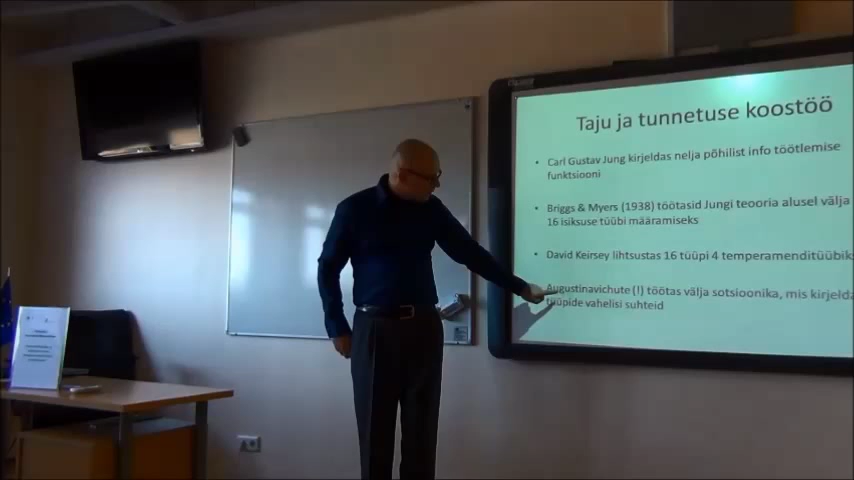 Taju ja tunnetuse koostöö
• Carl Gustav Jung kirjeldas nelja põhilist info töötlemise
funktsiooni
• Briggs & Myers (1938) töötasid Jungi teooria alusel välja
16 isiksuse tüübi määramiseks
• David Keirsey lihtsustas 16 tüüpi 4 temperamenditüübik
• Augustinavichute (!) töötas välja sotsioonika, mis kirjelda
tüüpide vahelisi suhteid